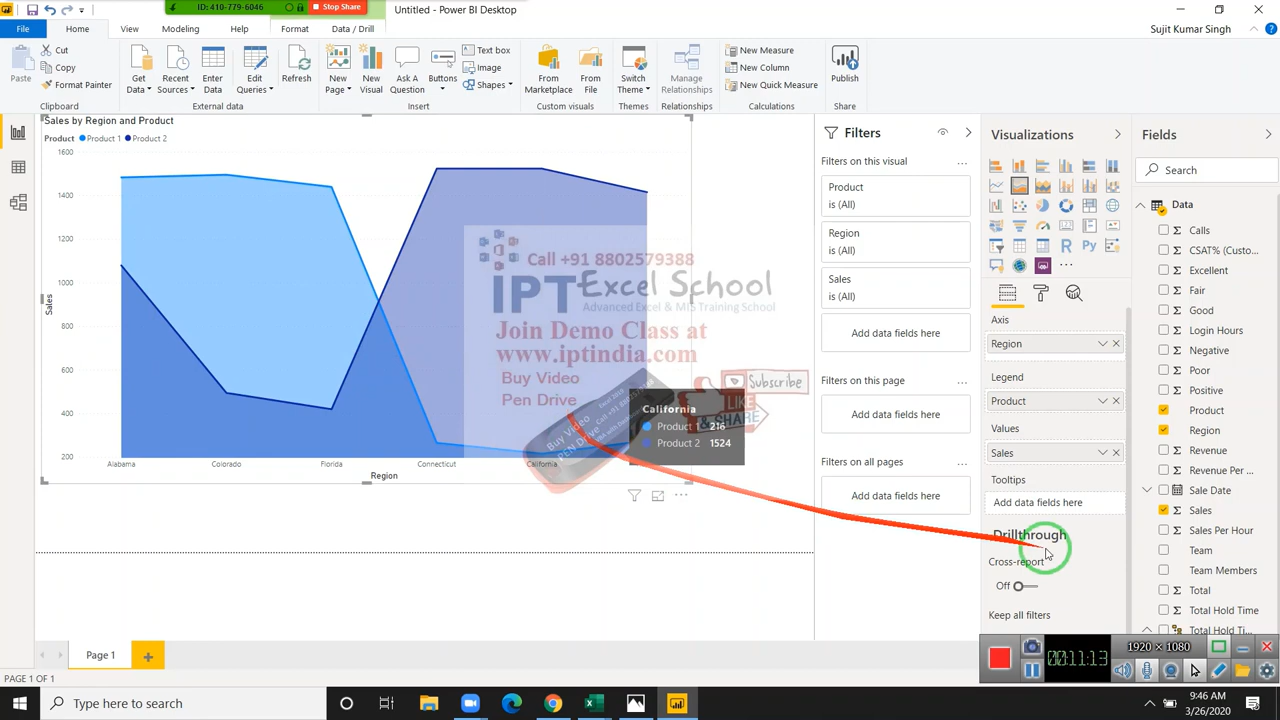 ID: 410-779-6046
Stop Share
Untitled - Power BI Desktop
File
Home
View
Modeling
Help
Format
Data / Drill
Sujit Kumar Singh
Paste
Cut
Copy
Format Painter
Clipboard
Get Data
Recent Sources
Enter Data
Edit Queries
Refresh
External data
New Page
New Visual
Ask A Question
Buttons
Text box
Image
Shapes
Insert
From Marketplace
From File
Custom visuals
Switch Theme
Themes
Manage Relationships
Relationships
New Measure
New Column
New Quick Measure
Calculations
Publish
Share
Sales by Region and Product
Product Product 1 Product 2
1600
1400
1200
1000
800
600
400
200
Sales
Alabama
Colorado
Florida
Connecticut
California
Region
Call +91 8802579388
IPT Excel School
Advanced Excel & MIS Training School
Join Demo Class at
www.iptindia.com
Buy Video
Pen Drive
Subscribe
LIKE
& SHARE
California
Product 1 216
Product 2 1524
Filters
Filters on this visual
Product
is (All)
Region
is (All)
Sales
is (All)
Add data fields here
Filters on this page
Add data fields here
Filters on all pages
Add data fields here
Visualizations
R
Py
Axis
Region
Legend
Product
Values
Sales
Tooltips
Add data fields here
Drillthrough
Cross-report
Off
Keep all filters
Fields
Search
Data
Calls
CSAT% (Custo...
Excellent
Fair
Good
Login Hours
Negative
Poor
Positive
Product
Region
Revenue
Revenue Per ...
Sale Date
Sales
Sales Per Hour
Team
Team Members
Total
Total Hold Time
Total Hold Ti...
00:11:13
1920 × 1080
Page 1
PAGE 1 OF 1
Type here to search
9:46 AM
3/26/2020